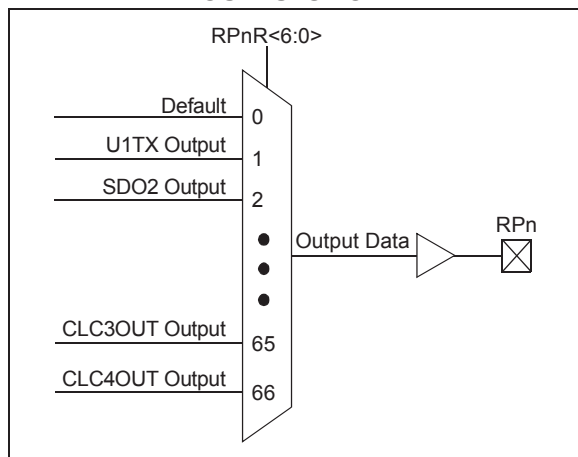 RPnR<6:0>
Default
0
U1TX Output
1
SDO2 Output
2
RPn
Output Data
CLC3OUT Output
65
CLC4OUT Output
66